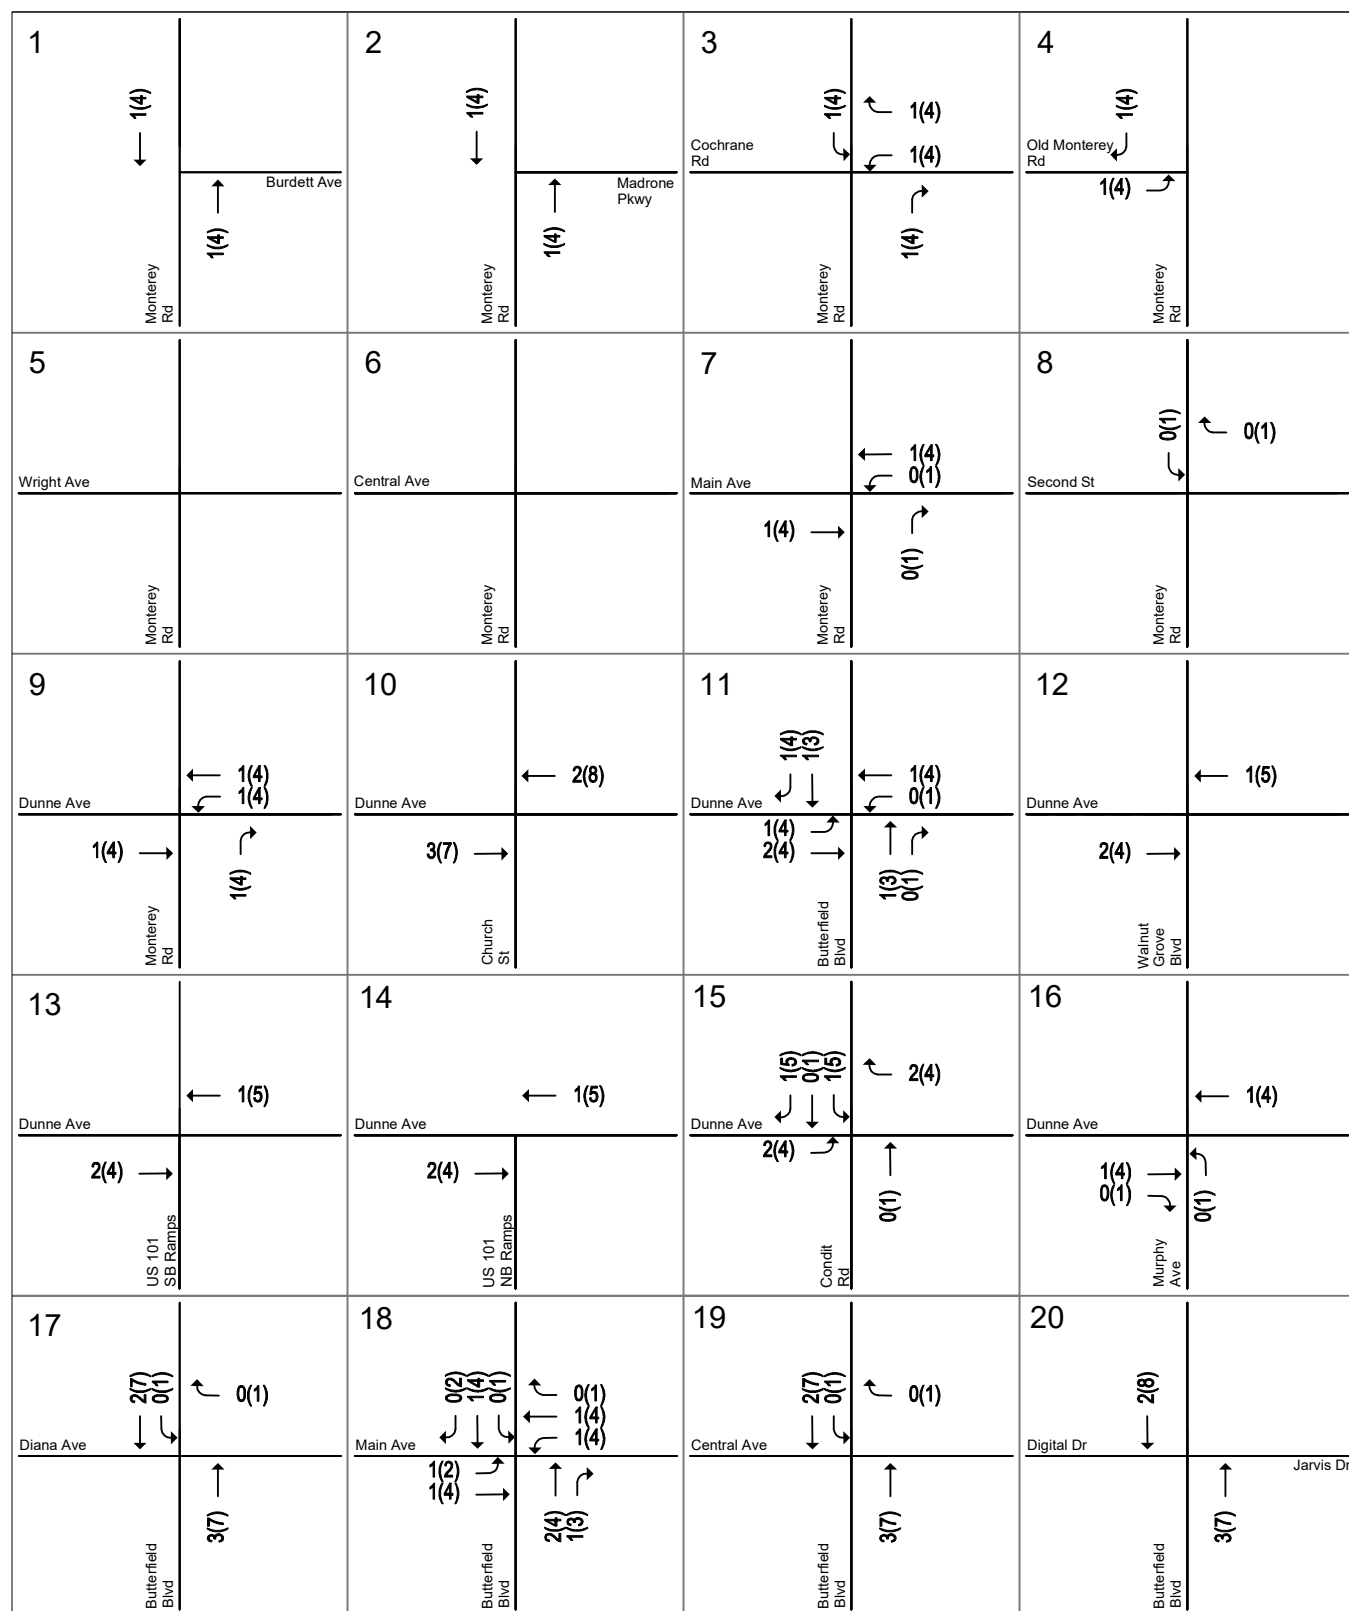 1
1(4)
Burdett Ave
1(4)
Monterey
Rd
2
1(4)
Madrone
Pkwy
1(4)
Monterey
Rd
3
1(4)
1(4)
Cochrane
Rd
1(4)
1(4)
Monterey
Rd
4
1(4)
Old Monterey
Rd
1(4)
Monterey
Rd
5
Wright Ave
Monterey
Rd
6
Central Ave
Monterey
Rd
7
1(4)
0(1)
Main Ave
1(4)
0(1)
Monterey
Rd
8
0(1)
0(1)
Second St
Monterey
Rd
9
1(4)
1(4)
Dunne Ave
1(4)
1(4)
Monterey
Rd
10
2(8)
Dunne Ave
3(7)
Church
St
11
1(4)
1(3)
1(4)
0(1)
Dunne Ave
1(4)
2(4)
1(3)
0(1)
Butterfield
Blvd
12
1(5)
Dunne Ave
2(4)
Walnut
Grove
Blvd
13
1(5)
Dunne Ave
2(4)
US 101
SB Ramps
14
1(5)
Dunne Ave
2(4)
US 101
NB Ramps
15
1(5)
0(1)
1(5)
2(4)
Dunne Ave
2(4)
0(1)
Condit
Rd
16
1(4)
Dunne Ave
1(4)
0(1)
0(1)
Murphy
Ave
17
2(7)
0(1)
0(1)
Diana Ave
3(7)
Butterfield
Blvd
18
0(2)
1(4)
0(1)
0(1)
1(4)
1(4)
Main Ave
1(2)
1(4)
2(4)
1(3)
Butterfield
Blvd
19
2(7)
0(1)
0(1)
Central Ave
3(7)
Butterfield
Blvd
20
2(8)
Digital Dr
Jarvis Dr
3(7)
Butterfield
Blvd